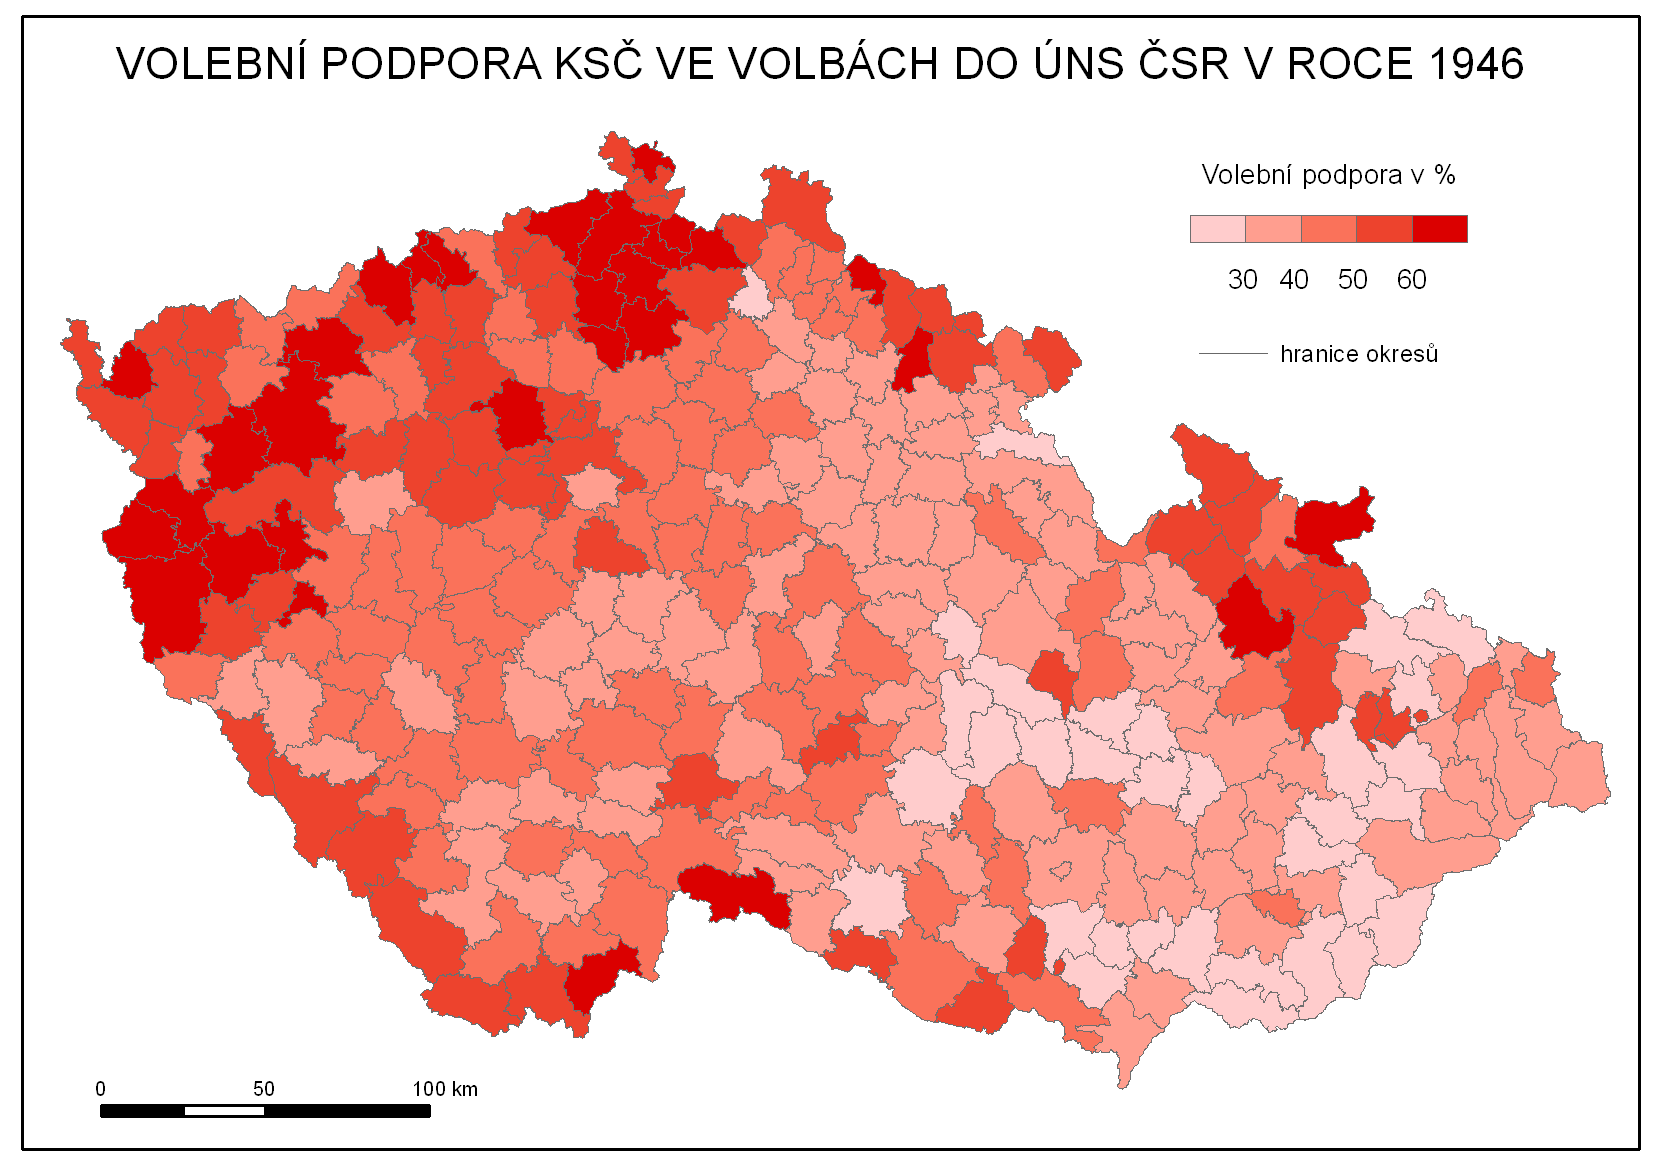 VOLEBNÍ PODPORA KSČ VE VOLBÁCH DO ÚNS ČSR V ROCE 1946
Volební podpora v %
30 40 50 60
hranice okresů
0 50 100 km